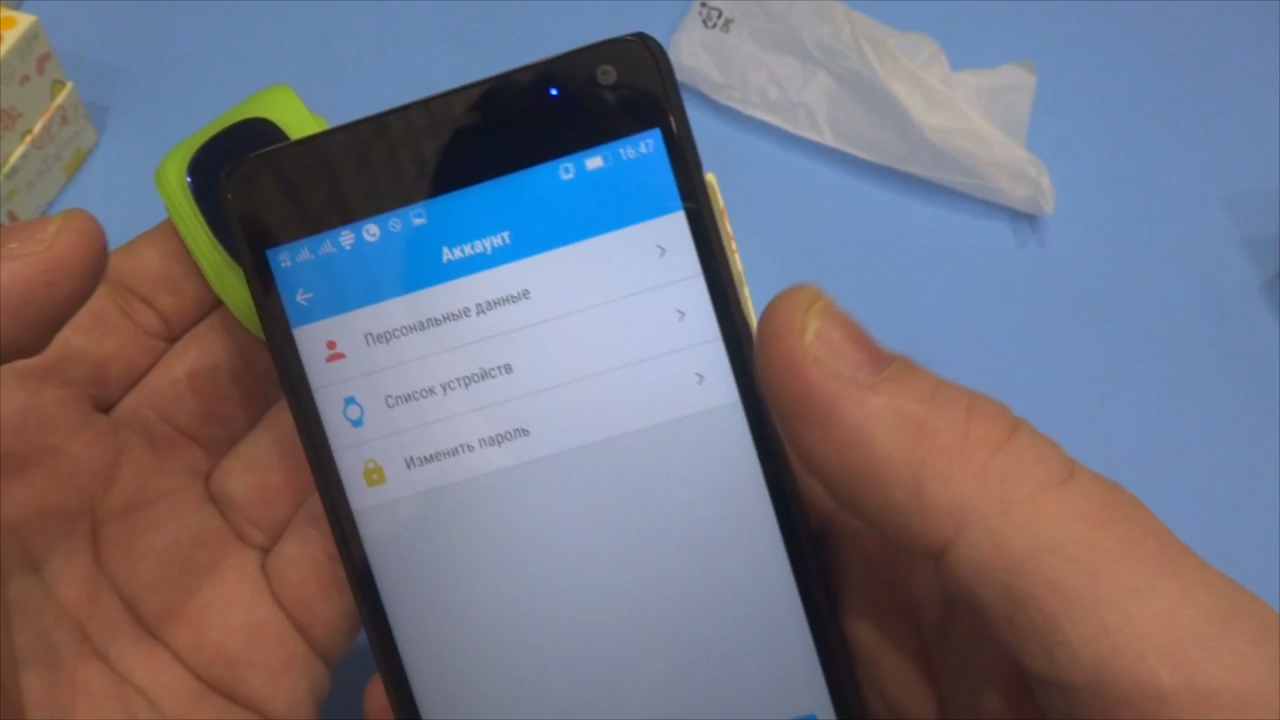 16:47
Аккаунт
Персональные данные
Список устройств
Изменить пароль